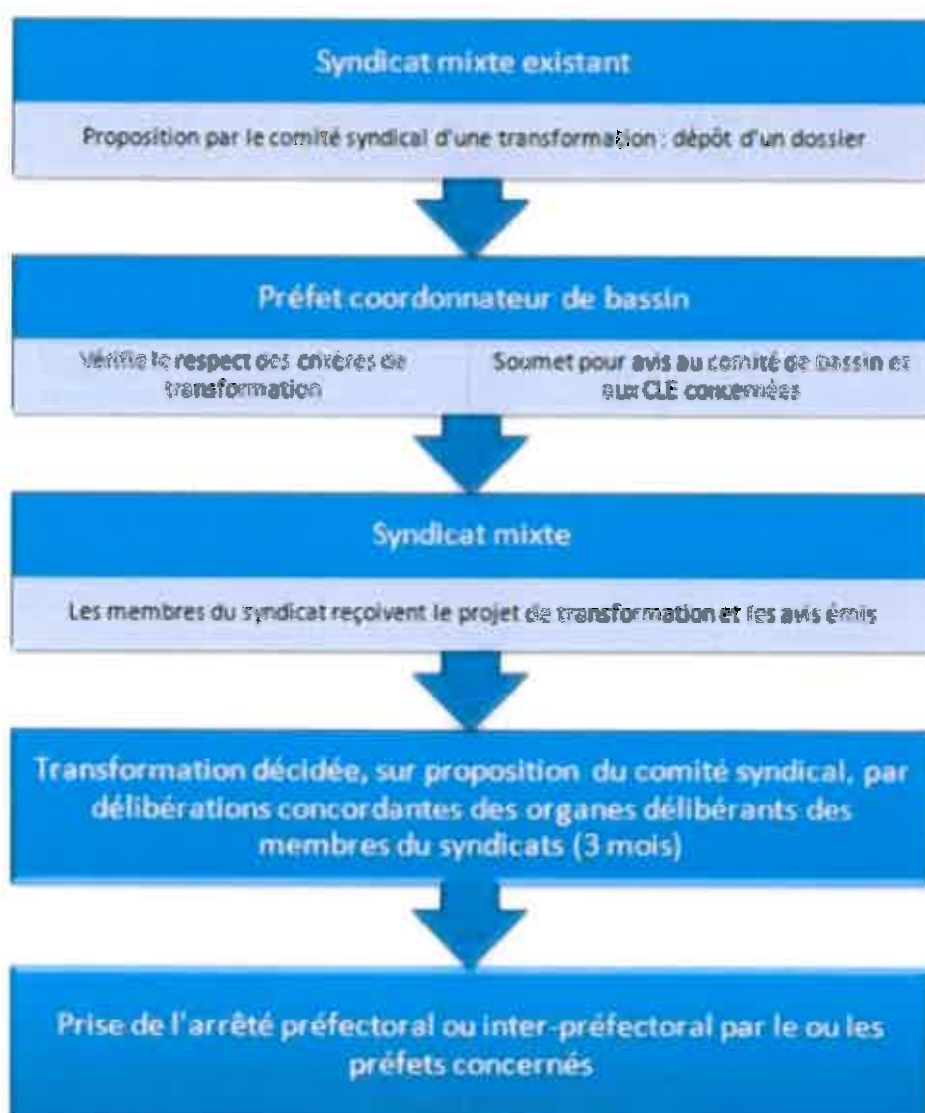 Syndicat mixte existant
Proposition par le comité syndical d'une transformation : dépôt d'un dossier
Préfet coordonnateur de bassin
Vérifie le respect des critères de
transformation
Soumet pour avis au comité de bassin et
aux CLE concernées
Syndicat mixte
Les membres du syndicat reçoivent le projet de transformation et les avis émis
Transformation décidée, sur proposition du comité syndical, par
délibérations concordantes des organes délibérants des
membres du syndicats (3 mois)
Prise de l'arrêté préfectoral ou inter-préfectoral par le ou les
préfets concernés